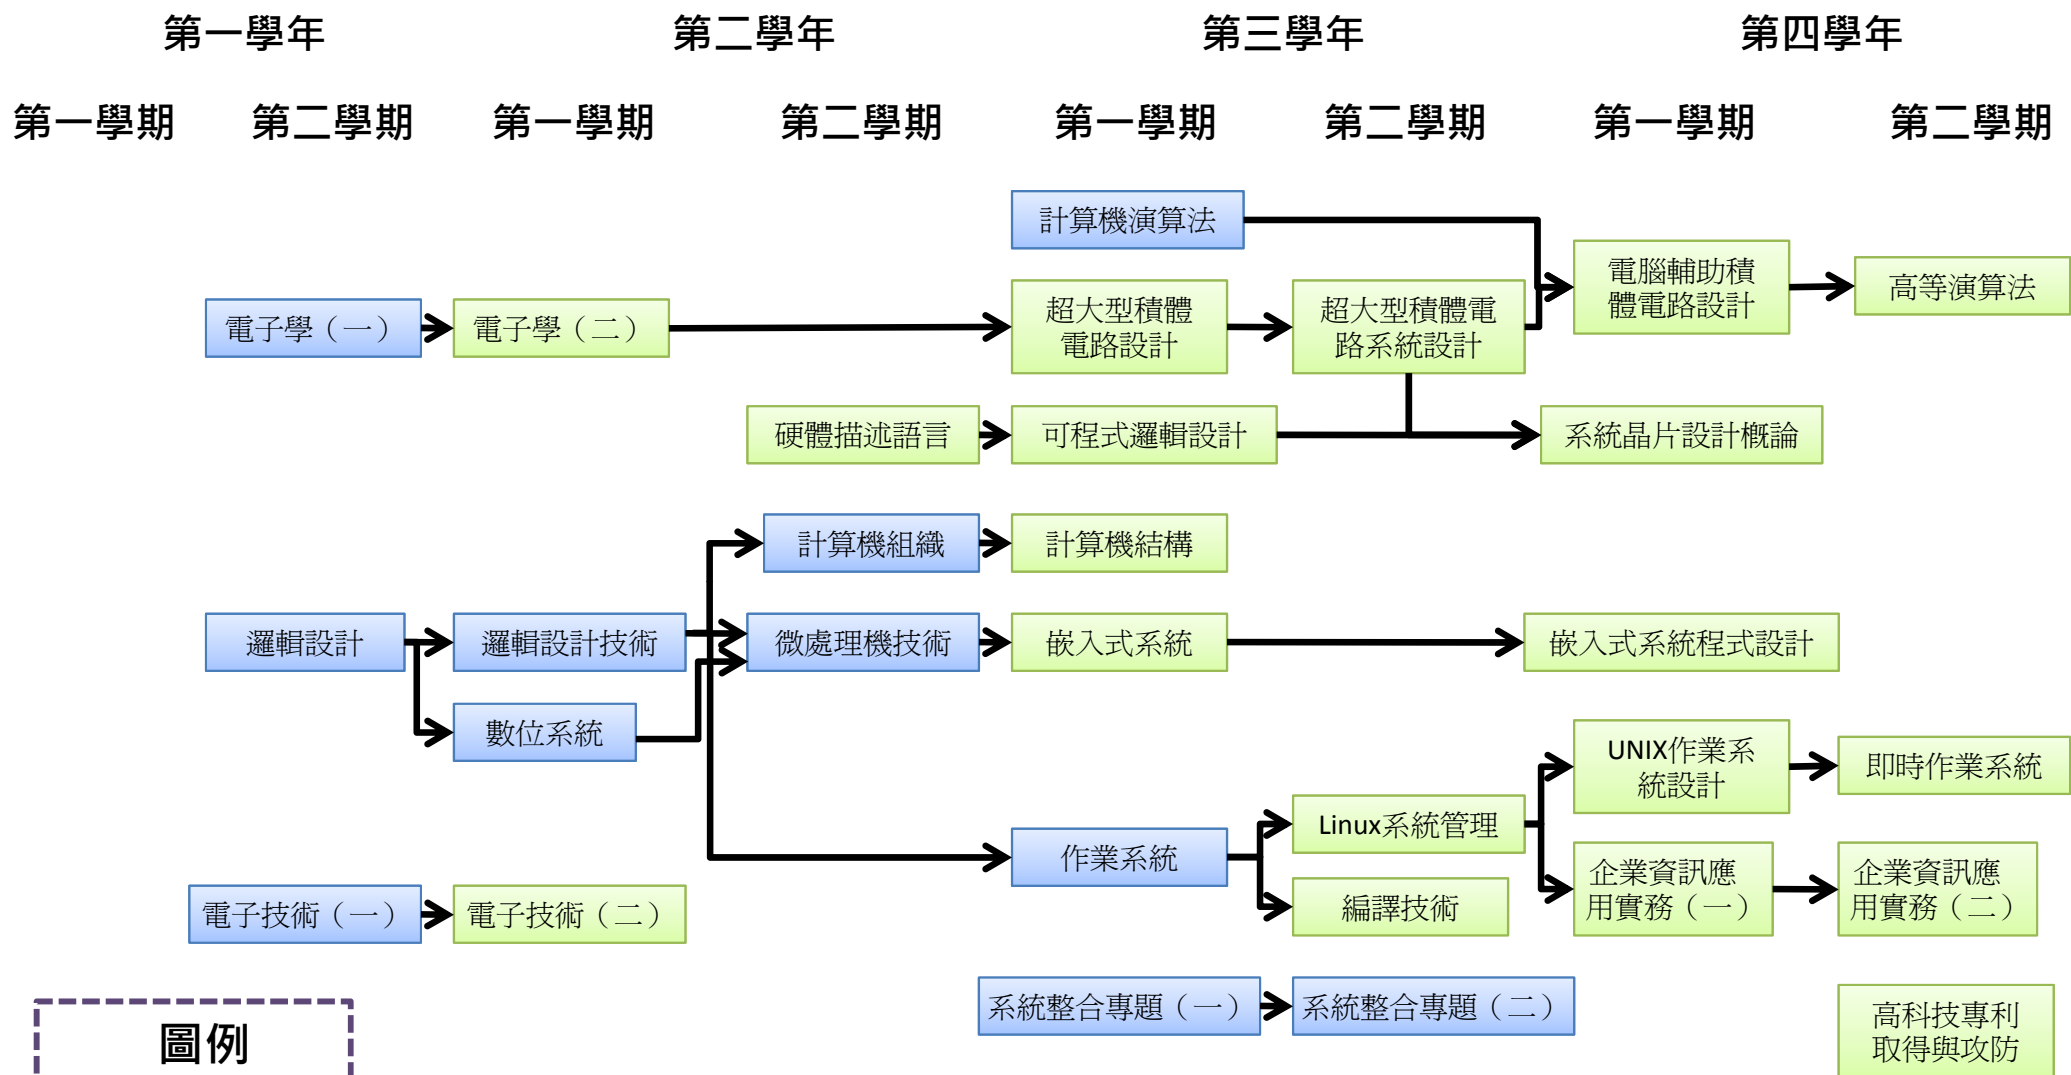 第一學年
第二學年
第三學年
第四學年
第一學期
第二學期
第一學期
第二學期
第一學期
第二學期
第一學期
第二學期
計算機演算法
電腦輔助積
體電路設計
高等演算法
電子學（一）
電子學（二）
超大型積體
電路設計
超大型積體電
路系統設計
硬體描述語言
可程式邏輯設計
系統晶片設計概論
計算機組織
計算機結構
邏輯設計
邏輯設計技術
微處理機技術
嵌入式系統
嵌入式系統程式設計
數位系統
UNIX作業系
統設計
即時作業系統
Linux系統管理
作業系統
編譯技術
企業資訊應
用實務（一）
企業資訊應
用實務（二）
電子技術（一）
電子技術（二）
系統整合專題（一）
系統整合專題（二）
高科技專利
取得與攻防
圖例